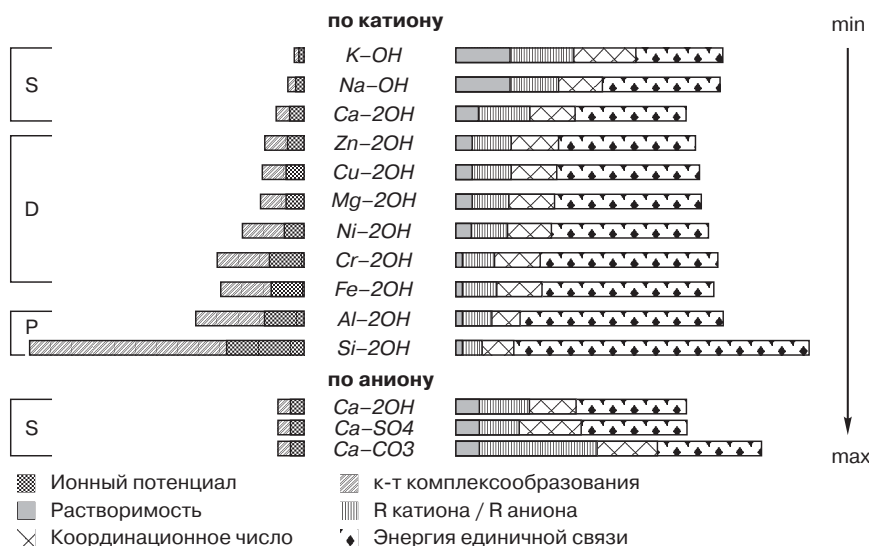 по катиону
min
K–OH
Na–OH
Ca–2OH
S
Zn–2OH
Cu–2OH
Mg–2OH
Ni–2OH
Cr–2OH
Fe–2OH
D
Al–2OH
Si–2OH
P
по аниону
Ca–2OH
Ca–SO4
Ca–CO3
S
max
Ионный потенциал
к-т комплексообразования
Растворимость
R катиона / R аниона
Координационное число
Энергия единичной связи